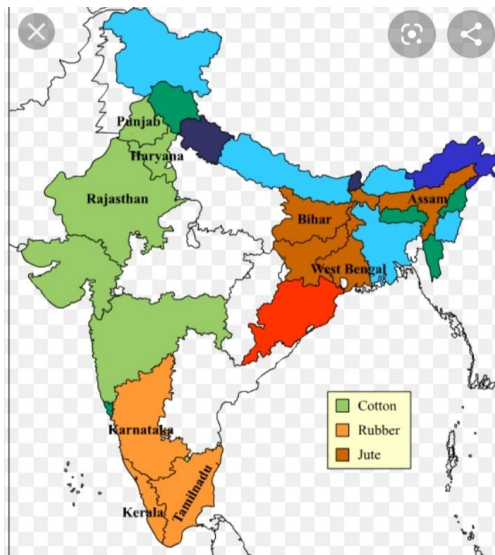 Punjab
Haryana
Rajasthan
Bihar
Assam
West Bengal
Karnataka
Kerala
Tamilnadu
Cotton
Rubber
Jute